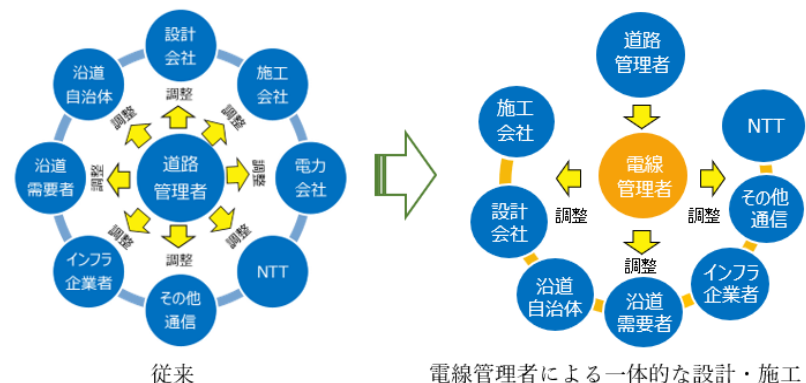 設計
会社
沿道
自治体
施工
会社
調整
調整
調整
沿道
需要者
調整
道路
管理者
調整
電力
会社
調整
調整
調整
インフラ
企業者
NTT
その他
通信
従来
道路
管理者
施工
会社
NTT
電線
管理者
設計
会社
調整
調整
その他
通信
調整
沿道
自治体
沿道
需要者
インフラ
企業者
電線管理者による一体的な設計・施工